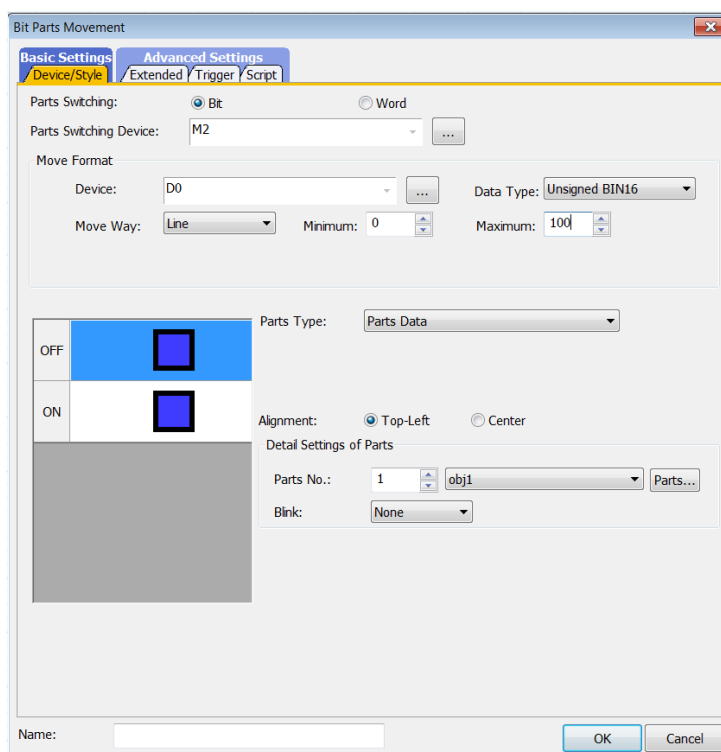 Bit Parts Movement
Basic Settings Advanced Settings
Device/Style Extended Trigger Script
Parts Switching: Bit Word
Parts Switching Device: M2 ...
Move Format
Device: D0 ... Data Type: Unsigned BIN16
Move Way: Line Minimum: 0 Maximum: 100
Parts Type: Parts Data
OFF
ON
Alignment: Top-Left Center
Detail Settings of Parts
Parts No.: 1 obj1 Parts...
Blink: None
Name:
OK Cancel